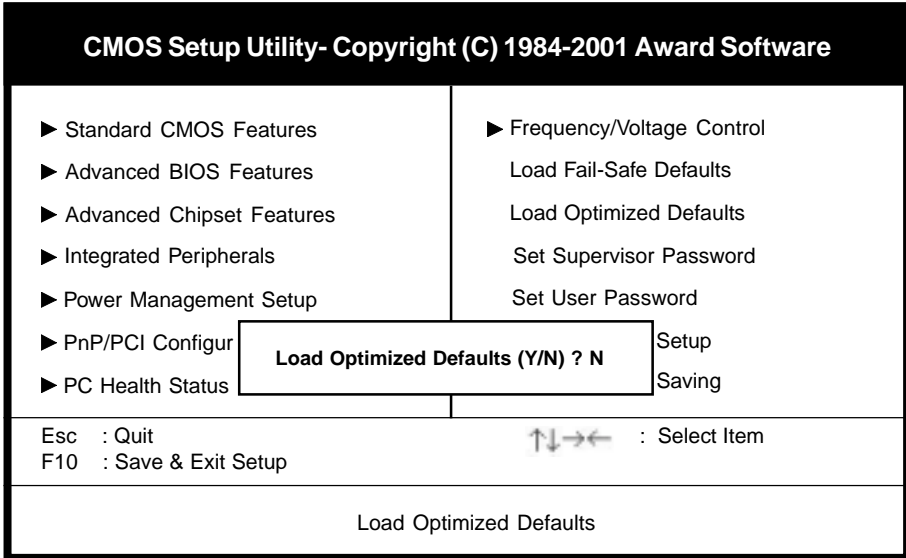 CMOS Setup Utility- Copyright (C) 1984-2001 Award Software
Standard CMOS Features
Advanced BIOS Features
Advanced Chipset Features
Integrated Peripherals
Power Management Setup
PnP/PCI Configur
PC Health Status
Frequency/Voltage Control
Load Fail-Safe Defaults
Load Optimized Defaults
Set Supervisor Password
Set User Password
Setup
Saving
Load Optimized Defaults (Y/N) ? N
Esc : Quit
F10 : Save & Exit Setup
↑↓→← : Select Item
Load Optimized Defaults